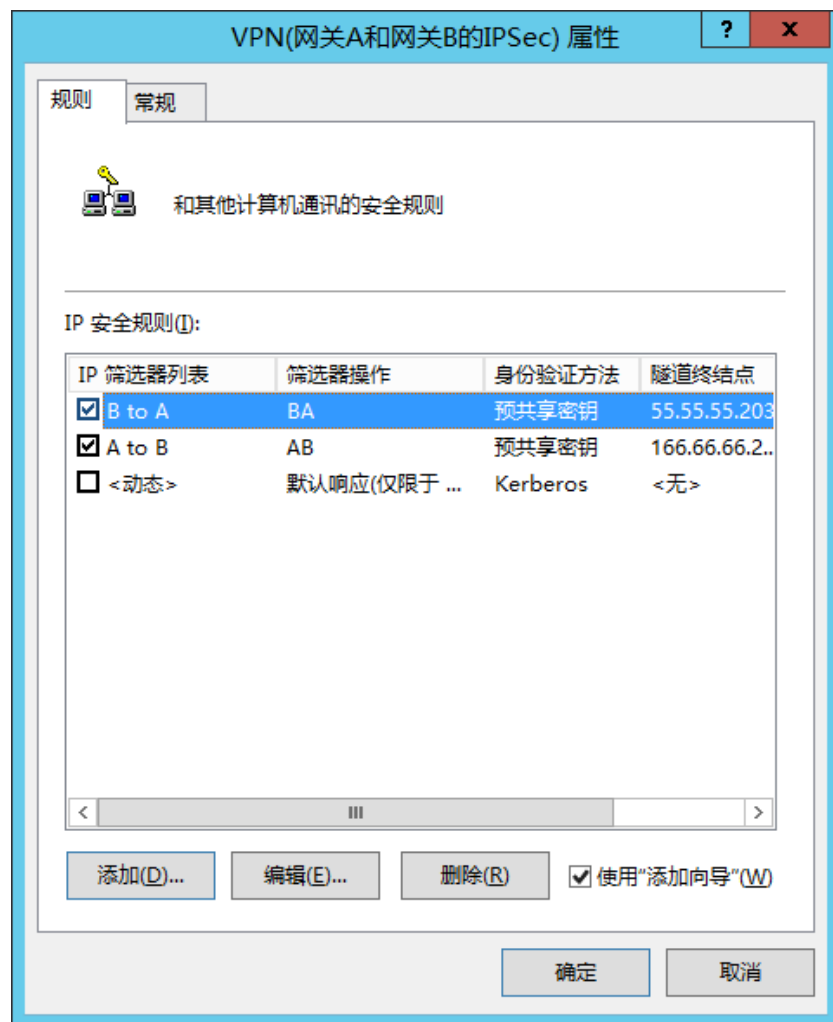 VPN(网关A和网关B的IPSec) 属性
? x
规则 常规
和其他计算机通讯的安全规则
IP 安全规则(I):
IP 筛选器列表 筛选器操作 身份验证方法 隧道终结点
B to A BA 预共享密钥 55.55.55.203
A to B AB 预共享密钥 166.66.66.2...
<动态> 默认响应(仅限于 ... Kerberos <无>
添加(D)... 编辑(E)... 删除(R) 使用"添加向导"(W)
确定 取消